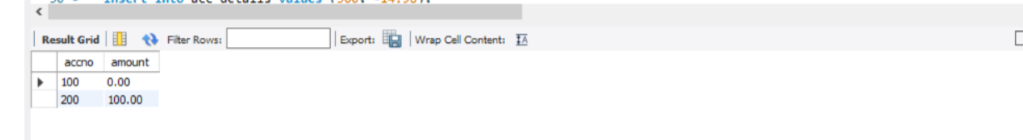 Result Grid Filter Rows: Export: Wrap Cell Content:
accno amount
100 0.00
200 100.00